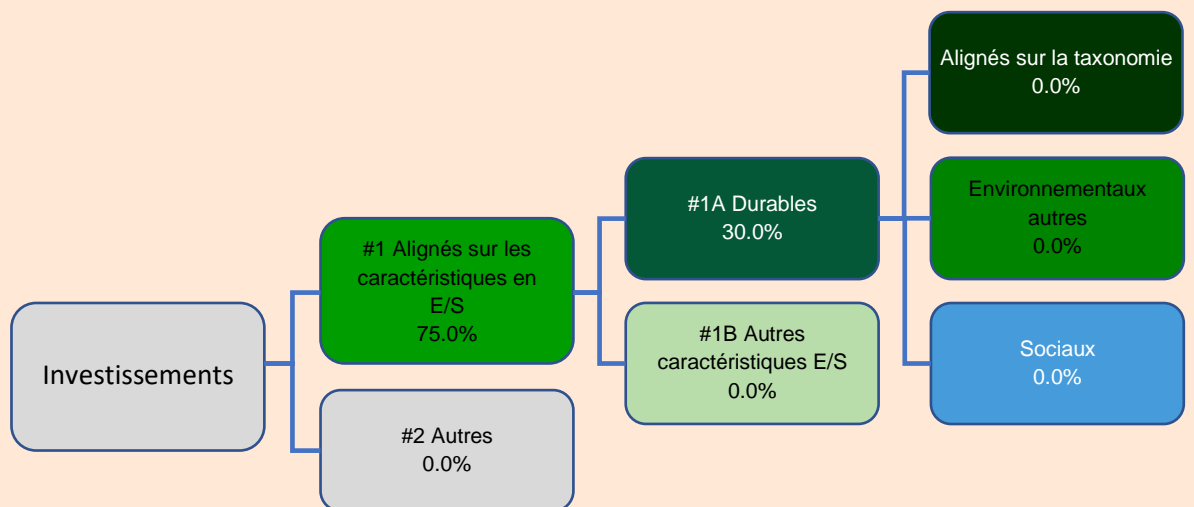 Investissements
#1 Alignés sur les
caractéristiques en
E/S
75.0%
#2 Autres
0.0%
#1A Durables
30.0%
#1B Autres
caractéristiques E/S
0.0%
Alignés sur la taxonomie
0.0%
Environnementaux
autres
0.0%
Sociaux
0.0%